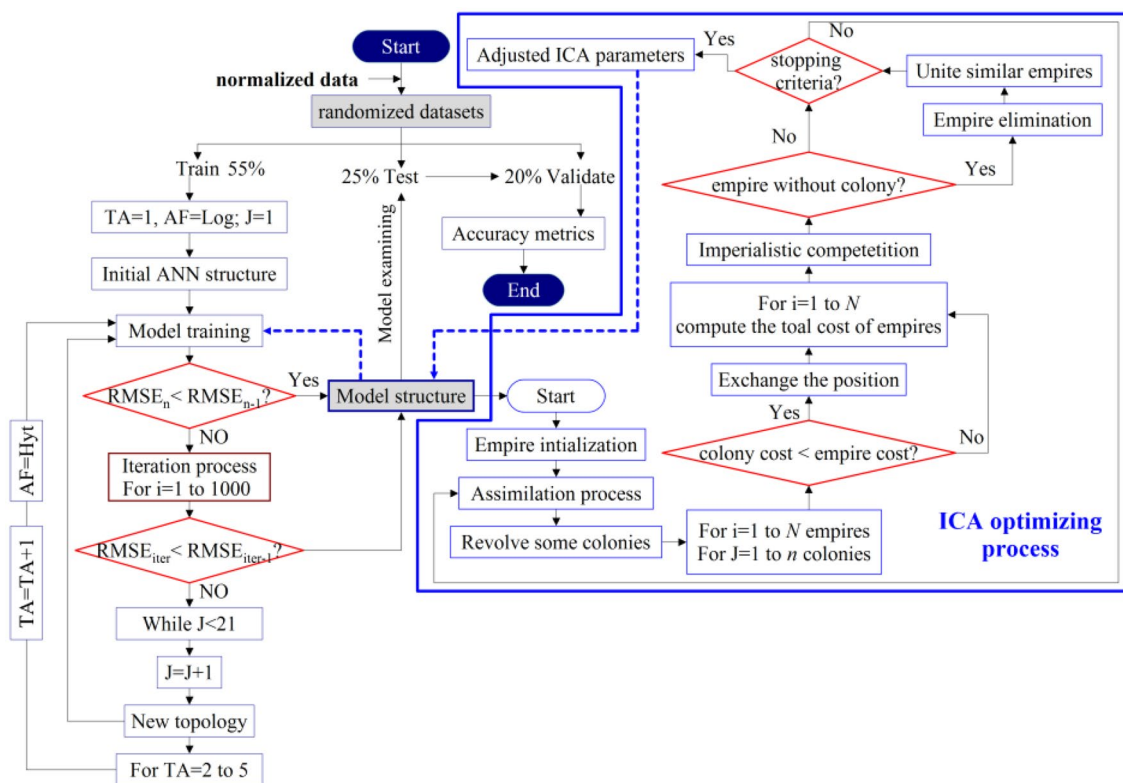 Start
normalized data
randomized datasets
Train 55%
25% Test
20% Validate
TA=1, AF=Log; J=1
Accuracy metrics
Initial ANN structure
End
Model examining
Model training
RMSEn< RMSEn-1?
Yes
Model structure
NO
Iteration process
For i=1 to 1000
RMSEiter< RMSEiter-1?
NO
While J<21
J=J+1
New topology
For TA=2 to 5
AF=Hyt
TA=TA+1
Start
Empire intialization
Assimilation process
Revolve some colonies
For i=1 to N empires
For J=1 to n colonies
colony cost < empire cost?
Yes
No
Exchange the position
For i=1 to N
compute the toal cost of empires
Imperialistic competetition
empire without colony?
No
Yes
Empire elimination
Unite similar empires
stopping
criteria?
No
Yes
Adjusted ICA parameters
ICA optimizing
process